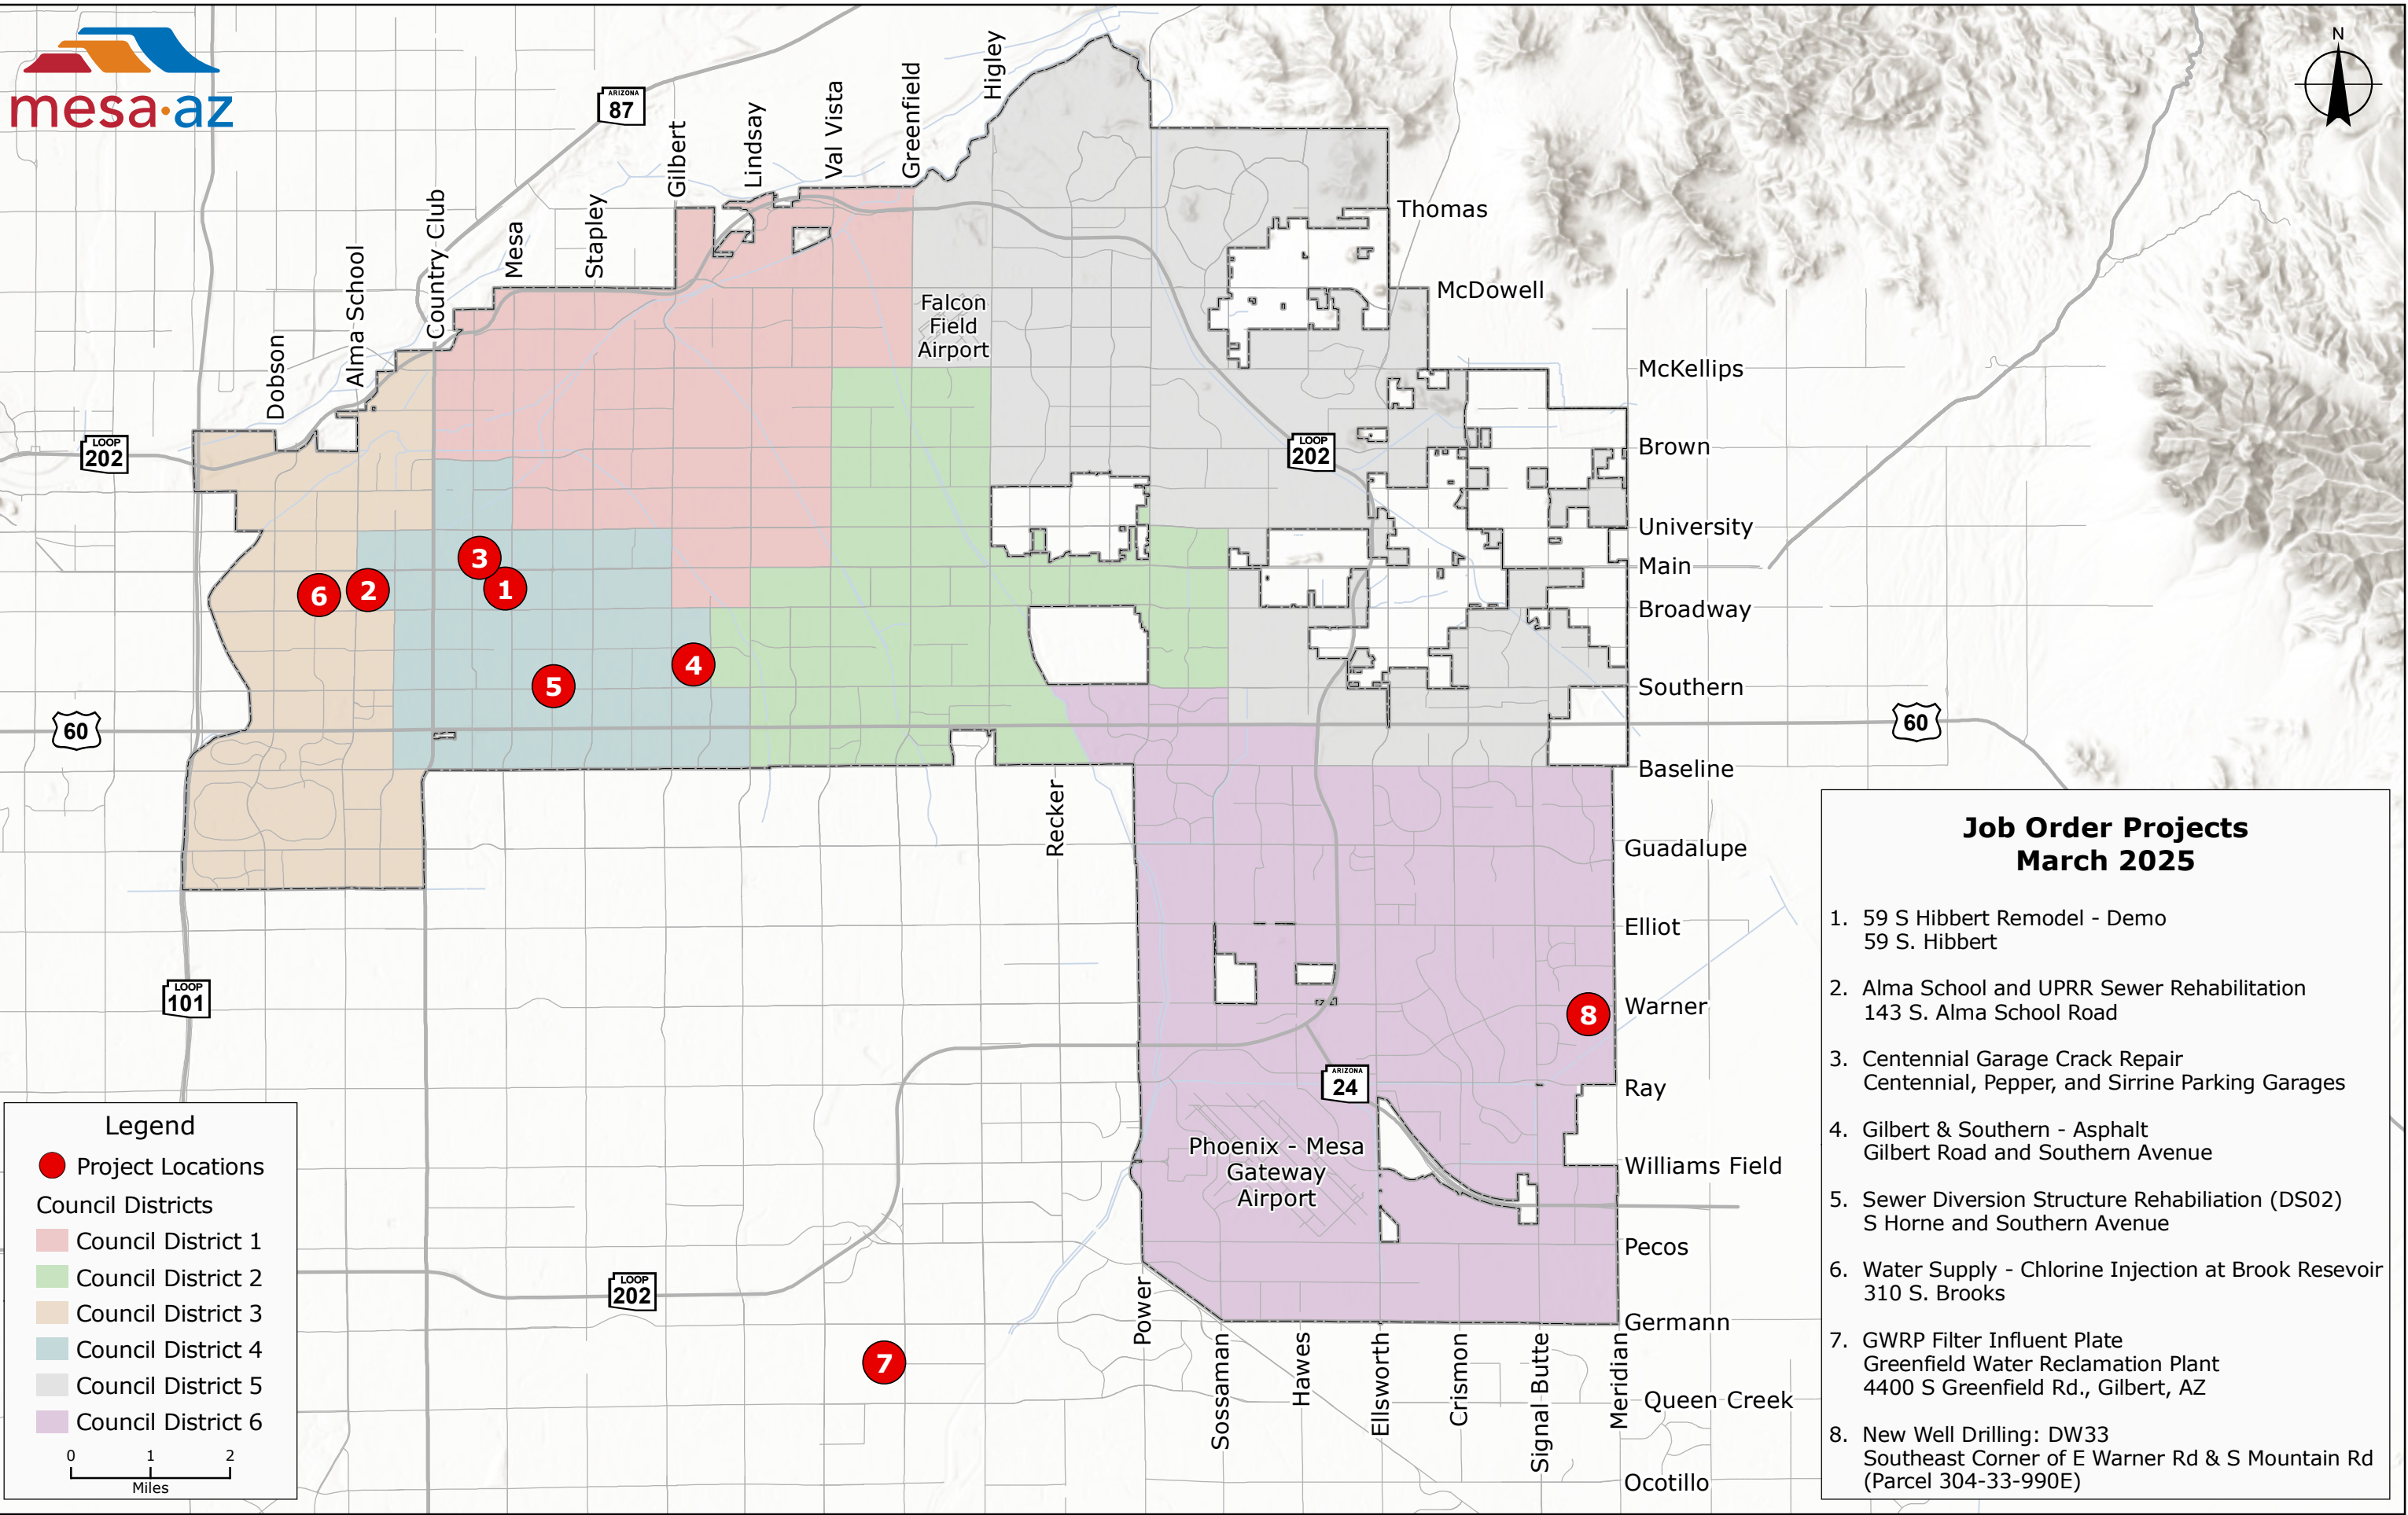 mesa·az
N
ARIZONA
87
Higley
Greenfield
Val Vista
Lindsay
Gilbert
Stapley
Mesa
Country Club
Alma School
Dobson
Thomas
McDowell
Falcon
Field
Airport
McKellips
Brown
LOOP
202
LOOP
202
University
Main
Broadway
Southern
3
1
2
6
4
5
60
60
Baseline
Recker
Guadalupe
Elliot
Warner
8
LOOP
101
Ray
ARIZONA
24
Phoenix - Mesa
Gateway
Airport
Williams Field
Pecos
LOOP
202
Germann
7
Power
Sossaman
Hawes
Ellsworth
Crismon
Signal Butte
Meridian
Queen Creek
Ocotillo
Legend
Project Locations
Council Districts
Council District 1
Council District 2
Council District 3
Council District 4
Council District 5
Council District 6
0 1 2
Miles
Job Order Projects
March 2025
1. 59 S Hibbert Remodel - Demo
59 S. Hibbert
2. Alma School and UPRR Sewer Rehabilitation
143 S. Alma School Road
3. Centennial Garage Crack Repair
Centennial, Pepper, and Sirrine Parking Garages
4. Gilbert & Southern - Asphalt
Gilbert Road and Southern Avenue
5. Sewer Diversion Structure Rehabiliation (DS02)
S Horne and Southern Avenue
6. Water Supply - Chlorine Injection at Brook Resevoir
310 S. Brooks
7. GWRP Filter Influent Plate
Greenfield Water Reclamation Plant
4400 S Greenfield Rd., Gilbert, AZ
8. New Well Drilling: DW33
Southeast Corner of E Warner Rd & S Mountain Rd
(Parcel 304-33-990E)